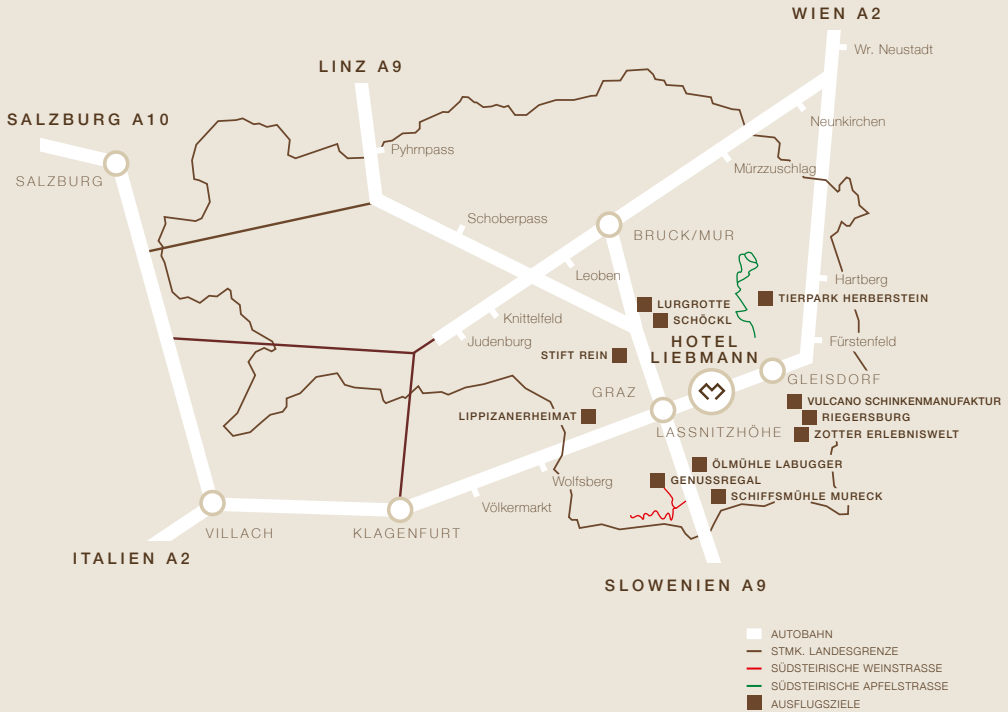 WIEN A2
Wr. Neustadt
LINZ A9
SALZBURG A10
Neunkirchen
Pyhrnpass
Mürzzuschlag
SALZBURG
Schoberpass
BRUCK/MUR
Leoben
Hartberg
TIERPARK HERBERSTEIN
LURGROTTE
Knittelfeld
SCHÖCKL
Judenburg
HOTEL
LIEBMANN
Fürstenfeld
STIFT REIN
GLEISDORF
GRAZ
VULCANO SCHINKENMANUFAKTUR
LIPPIZANERHEIMAT
RIEGERSBURG
LASSNITZHÖHE
ZOTTER ERLEBNISWELT
ÖLMÜHLE LABUGGER
Wolfsberg
GENUSSREGAL
SCHIFFSMÜHLE MURECK
Völkermarkt
VILLACH
KLAGENFURT
ITALIEN A2
SLOWENIEN A9
AUTOBAHN
STMK. LANDESGRENZE
SÜDSTEIRISCHE WEINSTRASSE
SÜDSTEIRISCHE APFELSTRASSE
AUSFLUGSZIELE